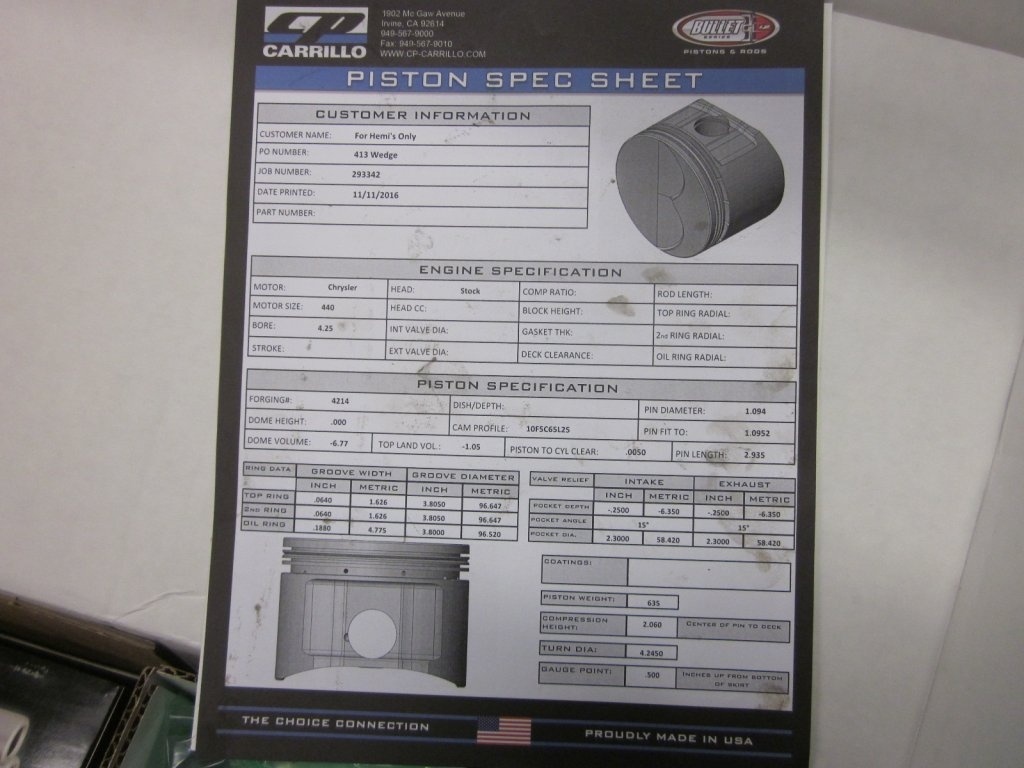 CP
CARRILLO
1902 Mc Gaw Avenue
Irvine, CA 92614
949-567-9000
Fax: 949-567-9010
WWW.CP-CARRILLO.COM
BULLET
SERIES
PISTONS & RODS
PISTON SPEC SHEET
CUSTOMER INFORMATION
CUSTOMER NAME: For Hemi's Only
PO NUMBER: 413 Wedge
JOB NUMBER: 293342
DATE PRINTED: 11/11/2016
PART NUMBER:
ENGINE SPECIFICATION
MOTOR: Chrysler HEAD: Stock COMP RATIO: ROD LENGTH:
MOTOR SIZE: 440 HEAD CC: BLOCK HEIGHT: TOP RING RADIAL:
BORE: 4.25 INT VALVE DIA: GASKET THK: 2nd RING RADIAL:
STROKE: EXT VALVE DIA: DECK CLEARANCE: OIL RING RADIAL:
PISTON SPECIFICATION
FORGING#: 4214 DISH/DEPTH: PIN DIAMETER: 1.094
DOME HEIGHT: .000 CAM PROFILE: 10F5C65L25 PIN FIT TO: 1.0952
DOME VOLUME: -6.77 TOP LAND VOL.: -1.05 PISTON TO CYL CLEAR: .0050 PIN LENGTH: 2.935
RING DATA GROOVE WIDTH GROOVE DIAMETER
INCH METRIC INCH METRIC
TOP RING .0640 1.626 3.8050 96.647
2ND RING .0640 1.626 3.8050 96.647
OIL RING .1880 4.775 3.8000 96.520
VALVE RELIEF INTAKE EXHAUST
INCH METRIC INCH METRIC
POCKET DEPTH -.2500 -6.350 -.2500 -6.350
POCKET ANGLE 15° 15°
POCKET DIA. 2.3000 58.420 2.3000 58.420
COATINGS:
PISTON WEIGHT: 635
COMPRESSION HEIGHT: 2.060 CENTER OF PIN TO DECK
TURN DIA: 4.2450
GAUGE POINT: .500 INCHES UP FROM BOTTOM OF SKIRT
THE CHOICE CONNECTION
PROUDLY MADE IN USA